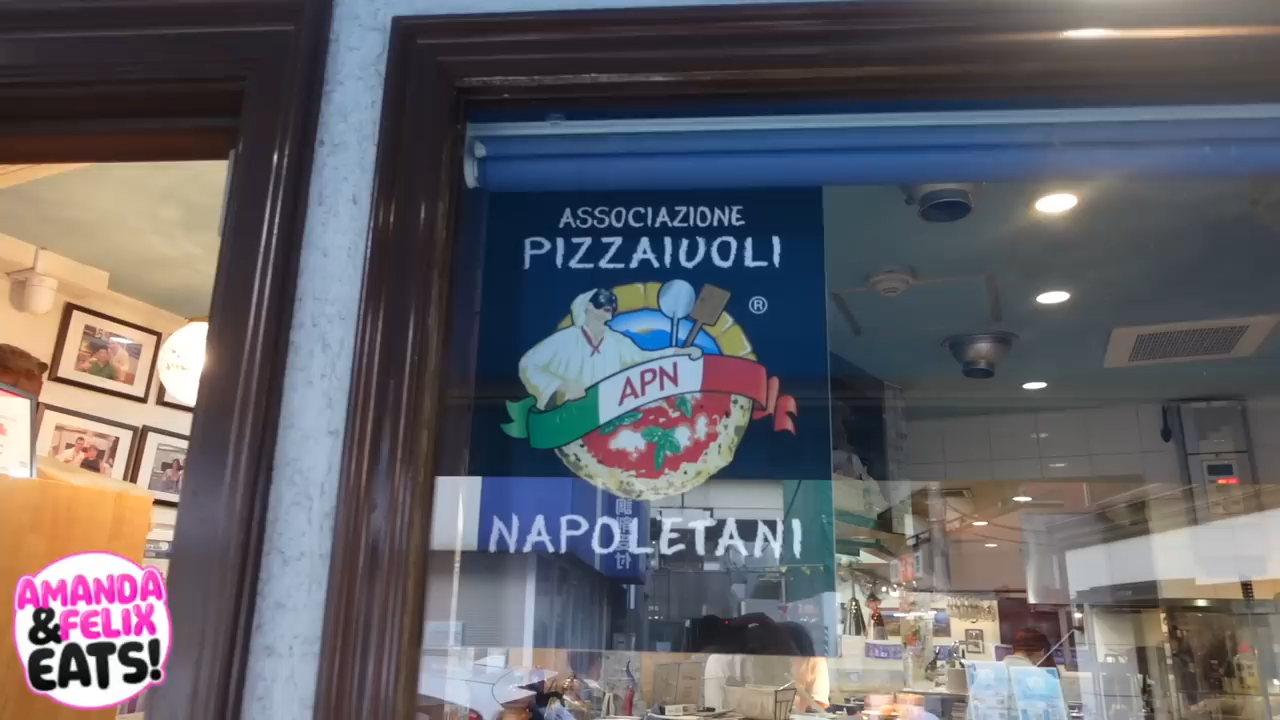 ASSOCIAZIONE
PIZZAIUOLI
®
APN
NAPOLETANI
AMANDA
&FELIX
EATS!